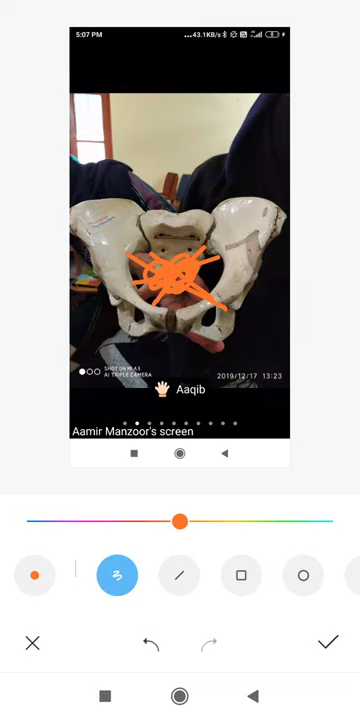 5:07 PM
...43.1KB/s
SHOT ON MI A3
AI TRIPLE CAMERA
2019/12/17 13:23
Aaqib
Aamir Manzoor's screen